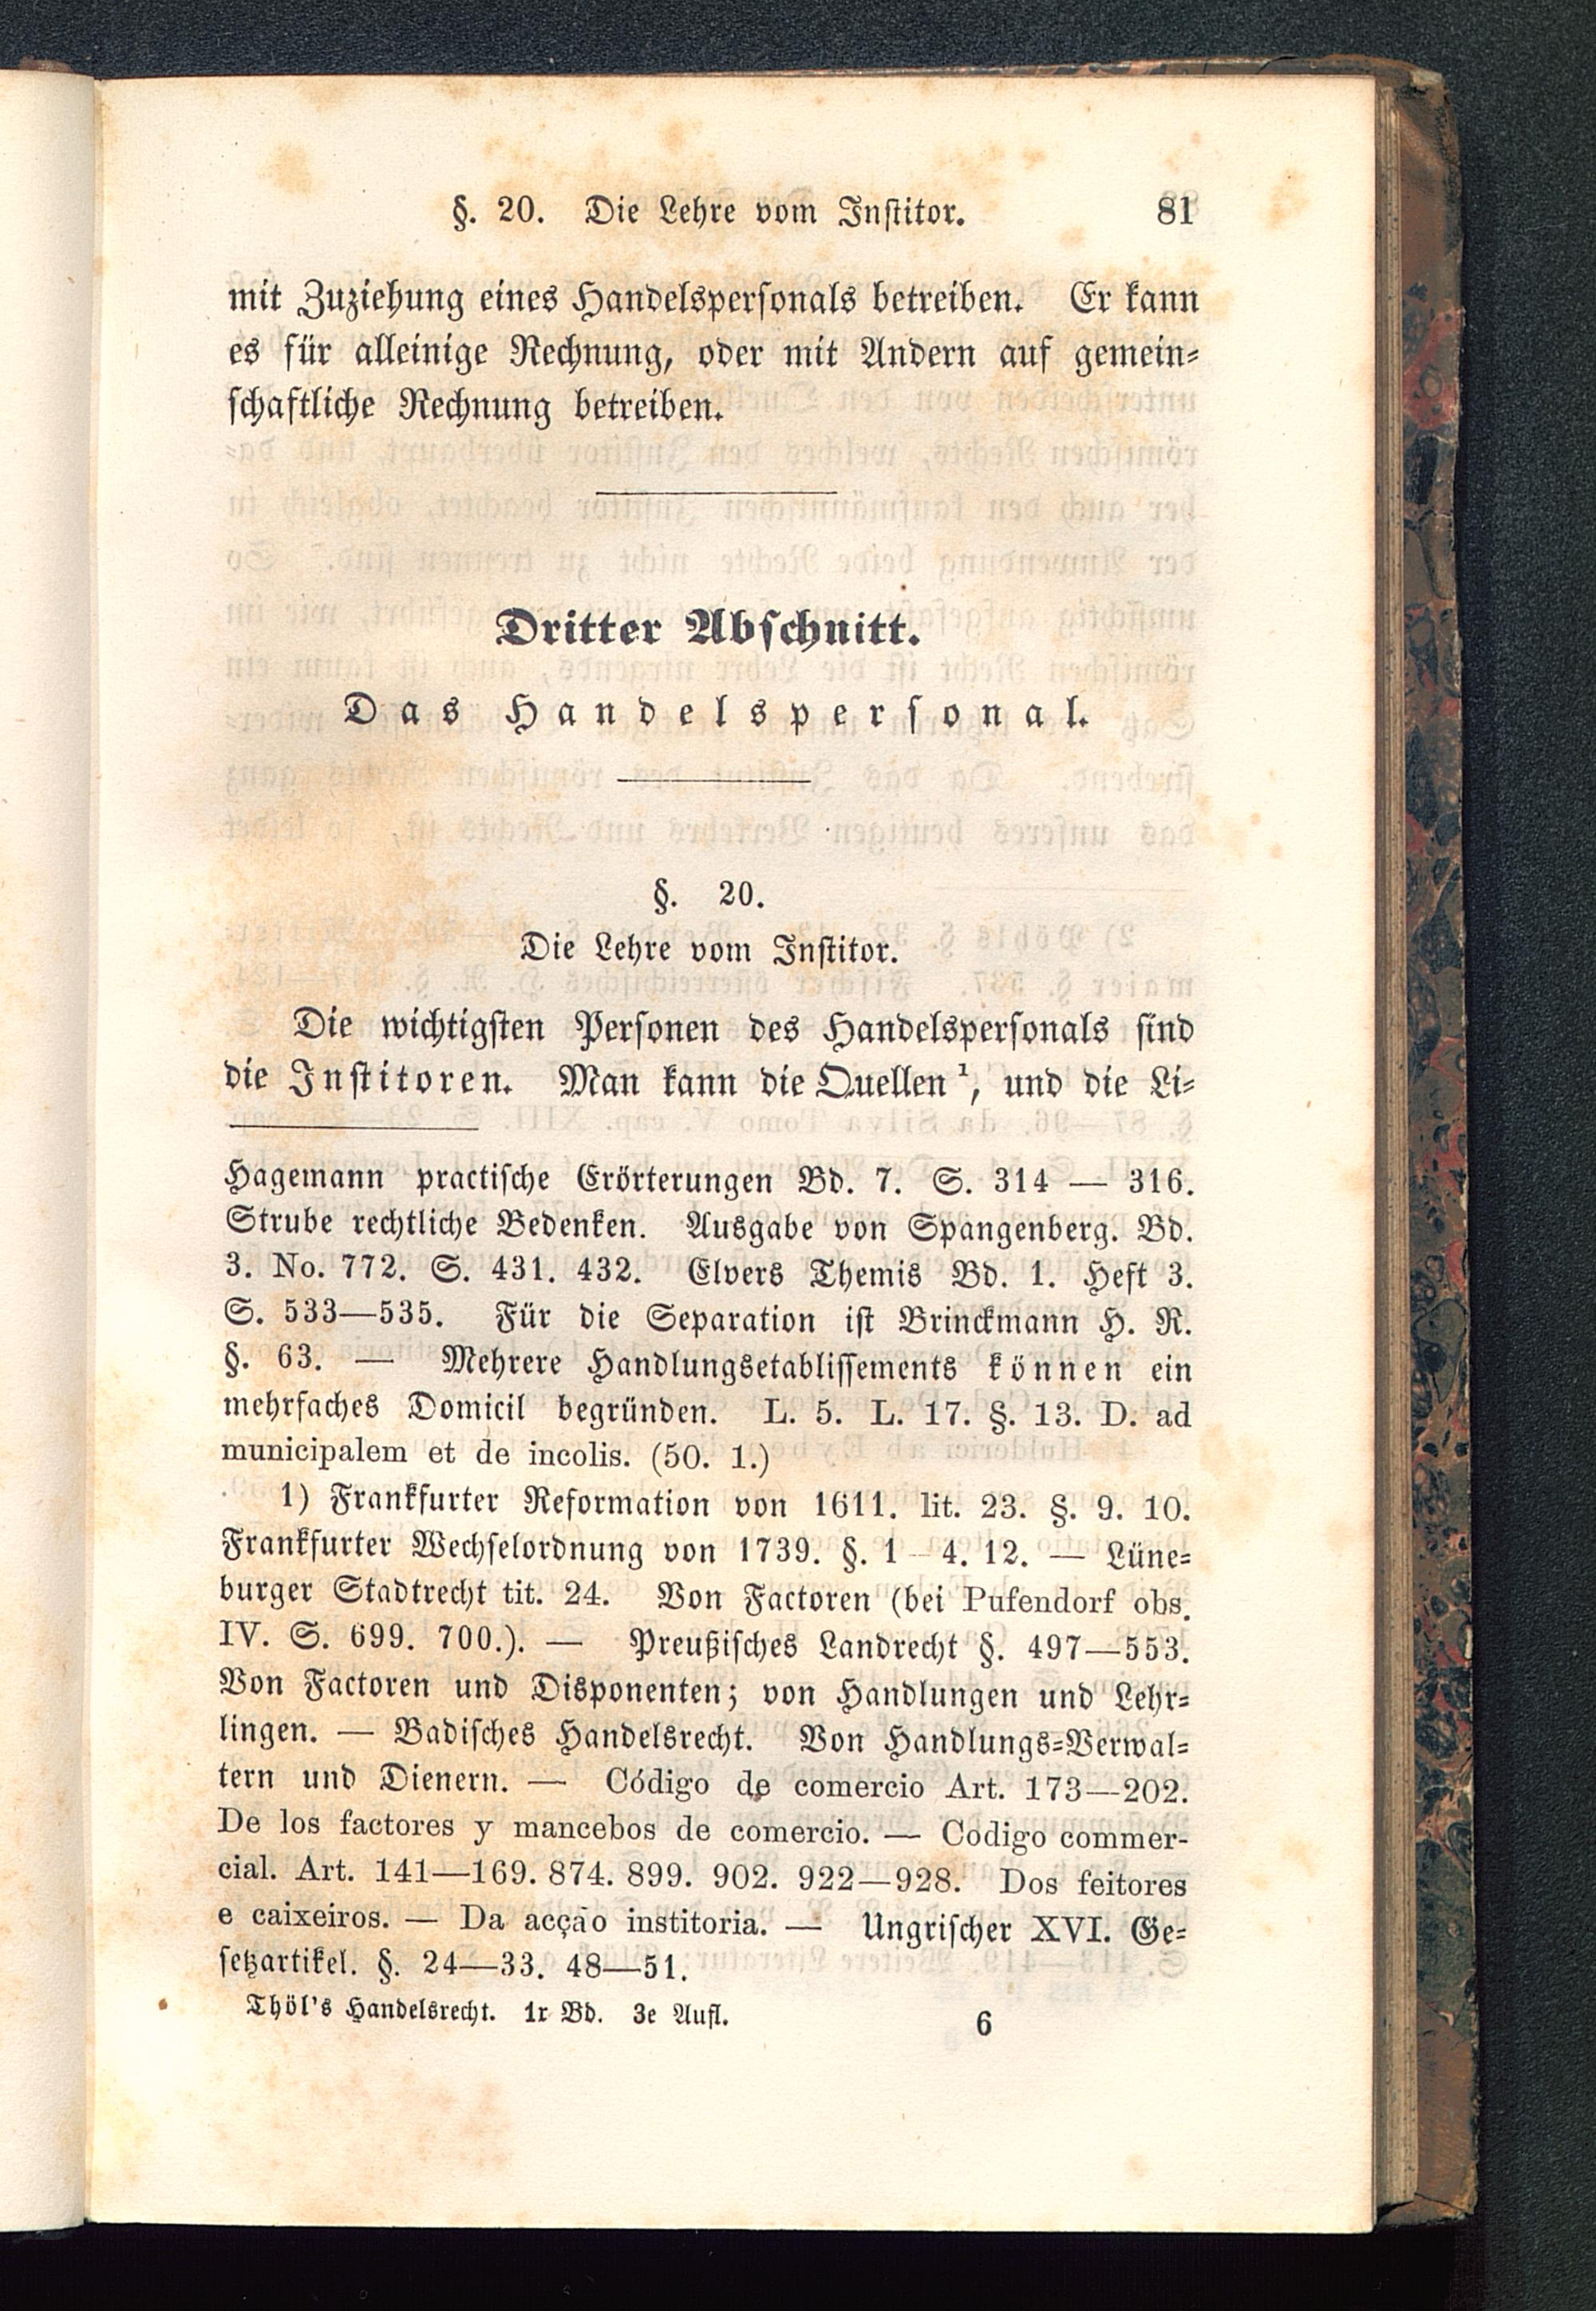 §. 20. Die Lehre vom Institor. 81
mit Zuziehung eines Handelspersonals betreiben. Er kann
es für alleinige Rechnung, oder mit Andern auf gemein-
schaftliche Rechnung betreiben.
Dritter Abschnitt.
Das Handelspersonal.
§. 20.
Die Lehre vom Institor.
Die wichtigsten Personen des Handelspersonals sind
die Institoren. Man kann die Quellen ¹, und die Li-
Hagemann practische Erörterungen Bd. 7. S. 314 — 316.
Strube rechtliche Bedenken. Ausgabe von Spangenberg. Bd.
3. No. 772. S. 431. 432. Elvers Themis Bd. 1. Heft 3.
S. 533—535. Für die Separation ist Brinckmann H. R.
§. 63. — Mehrere Handlungsetablissements können ein
mehrfaches Domicil begründen. L. 5. L. 17. §. 13. D. ad
municipalem et de incolis. (50. 1.)
1) Frankfurter Reformation von 1611. lit. 23. §. 9. 10.
Frankfurter Wechselordnung von 1739. §. 1—4. 12. — Lüne-
burger Stadtrecht tit. 24. Von Factoren (bei Pufendorf obs.
IV. S. 699. 700.). — Preußisches Landrecht §. 497—553.
Von Factoren und Disponenten; von Handlungen und Lehr-
lingen. — Badisches Handelsrecht. Von Handlungs-Verwal-
tern und Dienern. — Código de comercio Art. 173—202.
De los factores y mancebos de comercio. — Codigo commer-
cial. Art. 141—169. 874. 899. 902. 922—928. Dos feitores
e caixeiros. — Da acção institoria. — Ungrischer XVI. Ge-
setzartikel. §. 24—33. 48—51.
Thöl's Handelsrecht. 1r Bd. 3e Aufl. 6